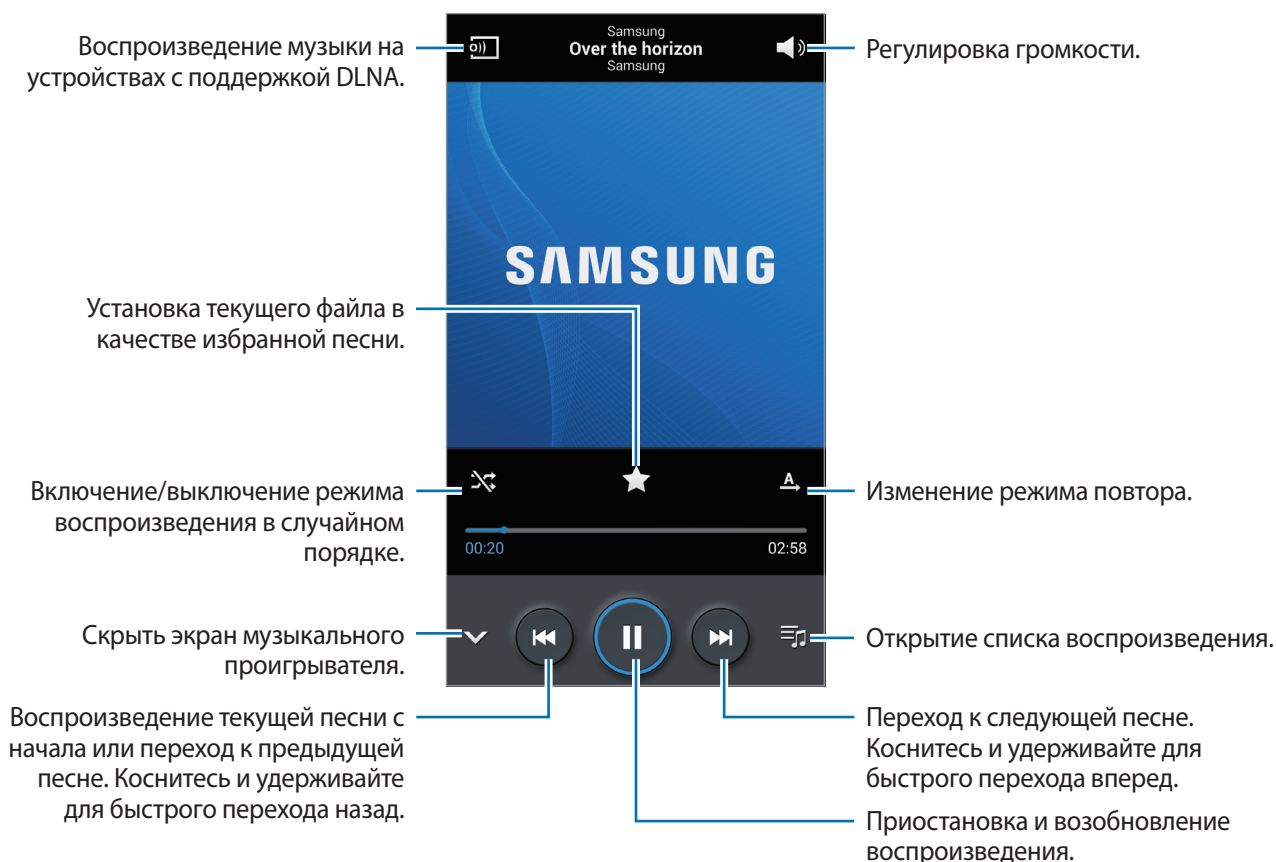 Воспроизведение музыки на
устройствах с поддержкой DLNA.
Samsung
Over the horizon
Samsung
Регулировка громкости.
SAMSUNG
Установка текущего файла в
качестве избранной песни.
Включение/выключение режима
воспроизведения в случайном
порядке.
A
Изменение режима повтора.
00:20
02:58
Скрыть экран музыкального
проигрывателя.
Открытие списка воспроизведения.
Воспроизведение текущей песни с
начала или переход к предыдущей
песне. Коснитесь и удерживайте
для быстрого перехода назад.
Переход к следующей песне.
Коснитесь и удерживайте для
быстрого перехода вперед.
Приостановка и возобновление
воспроизведения.